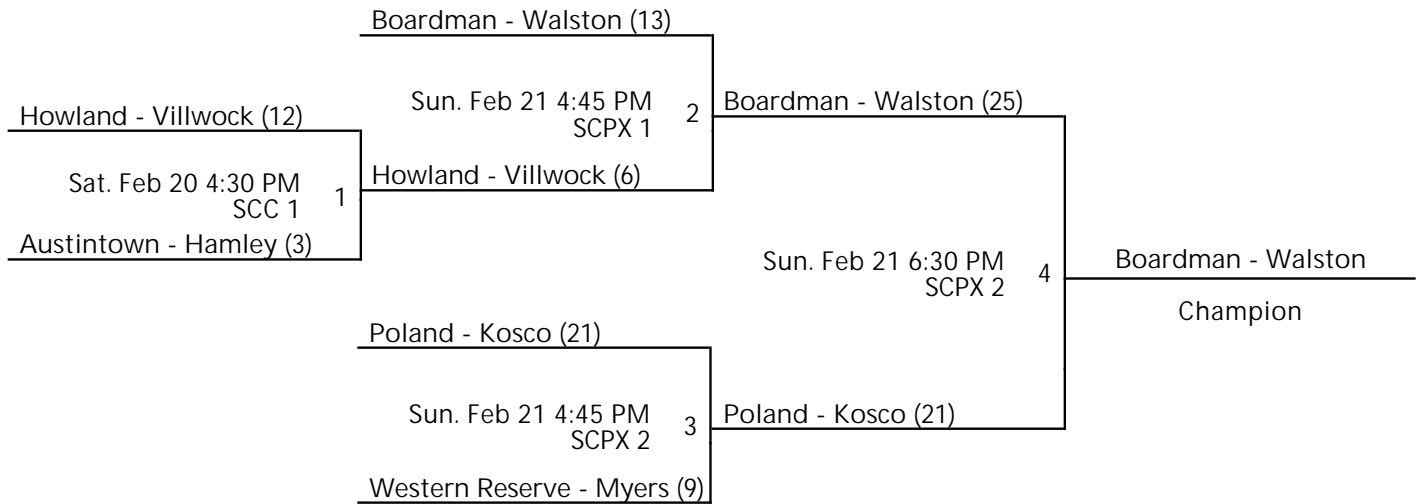 Boardman - Walston (13)
Sun. Feb 21 4:45 PM
SCPX 1
2
Boardman - Walston (25)
Howland - Villwock (12)
Sat. Feb 20 4:30 PM
SCC 1
1
Howland - Villwock (6)
Austintown - Hamley (3)
Sun. Feb 21 6:30 PM
SCPX 2
4
Boardman - Walston
Champion
Poland - Kosco (21)
Sun. Feb 21 4:45 PM
SCPX 2
3
Poland - Kosco (21)
Western Reserve - Myers (9)